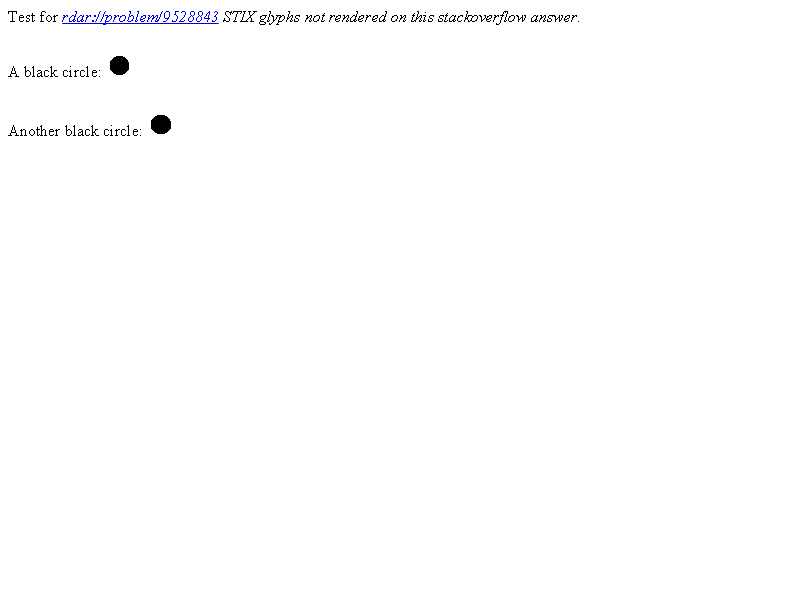 Test for rdar://problem/9528843 STIX glyphs not rendered on this stackoverflow answer.
A black circle: ●
Another black circle: ●